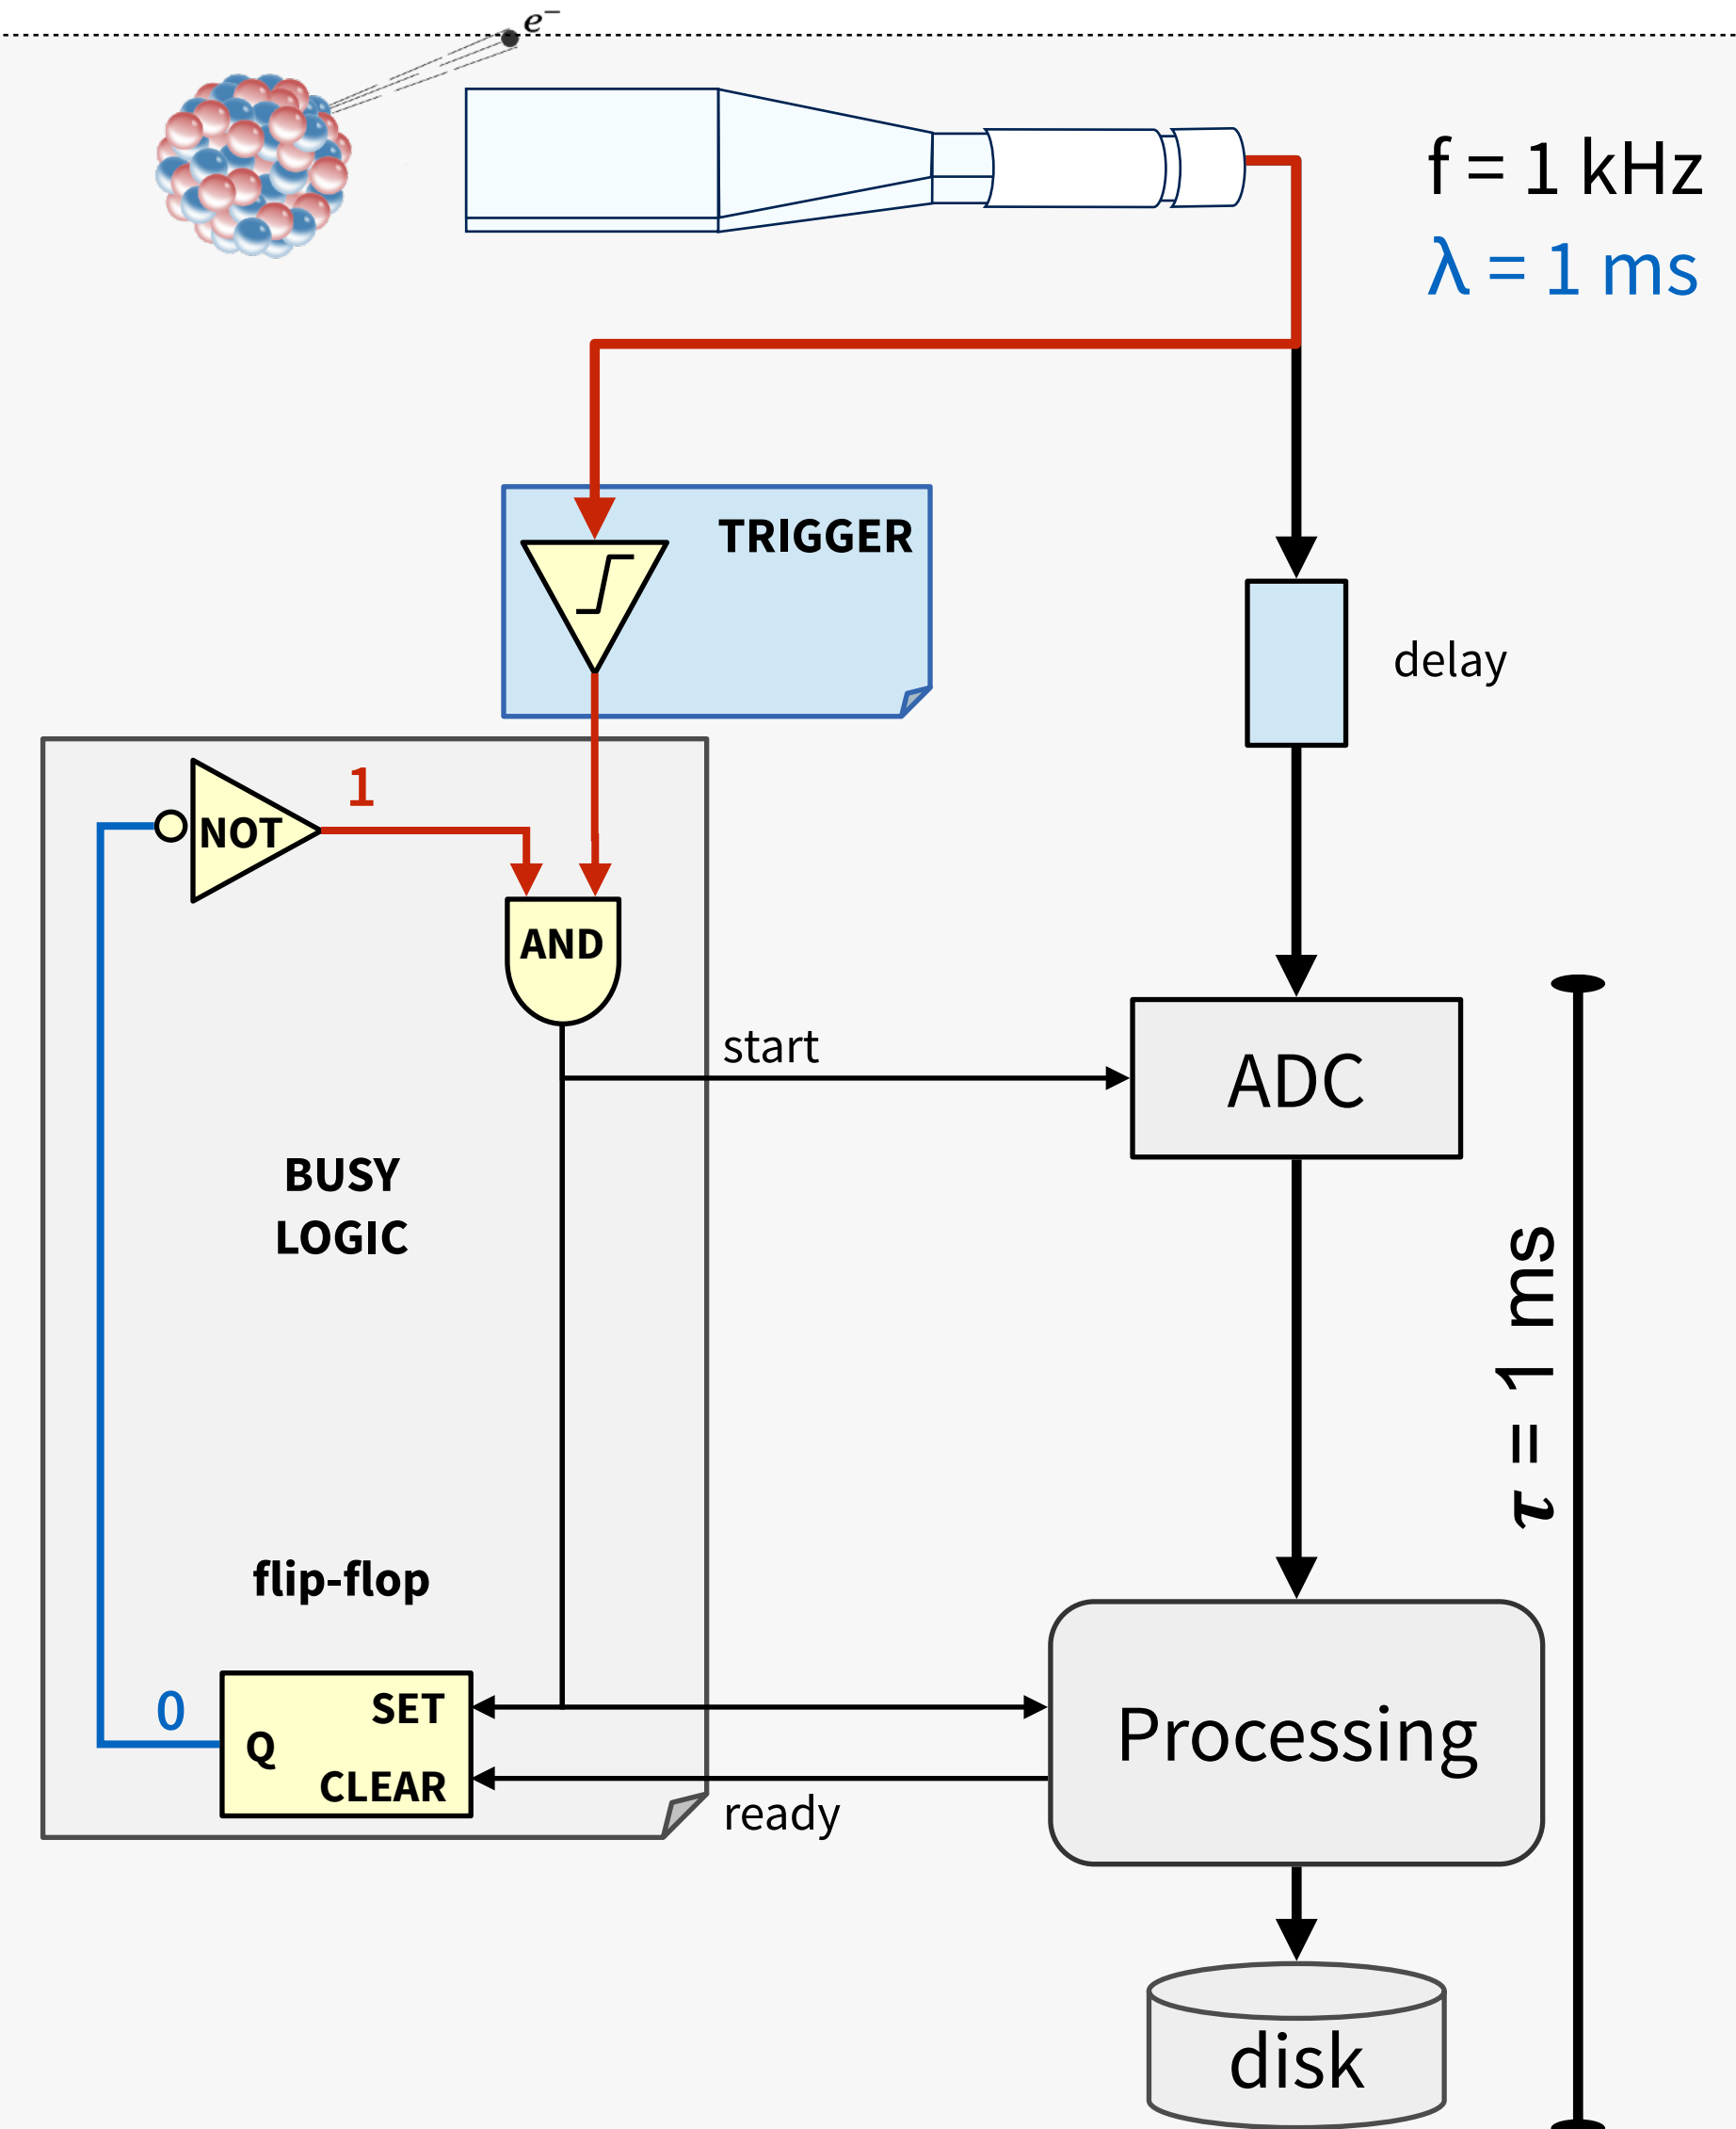 e⁻
f = 1 kHz
λ = 1 ms
TRIGGER
delay
1
NOT
AND
start
ADC
BUSY
LOGIC
τ = 1 ms
flip-flop
0
SET
Q
CLEAR
Processing
ready
disk